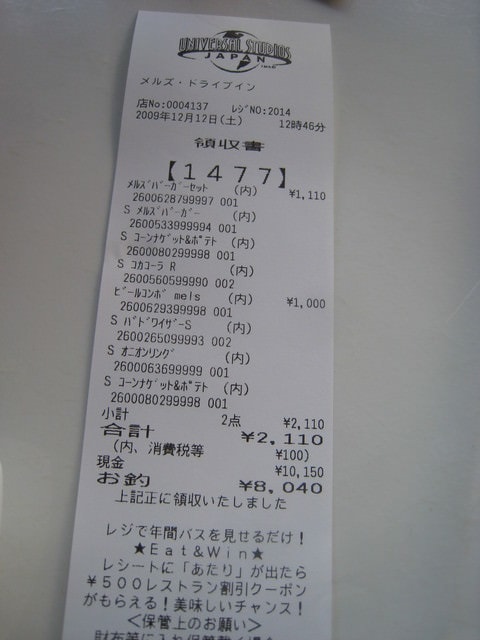 UNIVERSAL STUDIOS
JAPAN
メルズ・ドライブイン
店No:0004137 レジNO:2014
2009年12月12日(土) 12時46分
領収書
【1477】
ﾒﾙｽﾞﾊﾞｰｶﾞｰｾｯﾄ (内) ¥1,110
2600628799997 001
S ﾒﾙｽﾞﾊﾞｰｶﾞｰ (内)
2600533999994 001
S ｺｰﾝﾅｹﾞｯﾄ&ﾎﾟﾃﾄ (内)
2600080299998 001
S ｺｶｺｰﾗ R (内)
2600560599990 002
ﾋﾞｰﾙｺﾝﾎﾞ mels (内) ¥1,000
2600629399998 001
S ﾊﾞﾄﾞﾜｲｻﾞｰS (内)
2600265099993 002
S ｵﾆｵﾝﾘﾝｸﾞ (内)
2600063699999 001
S ｺｰﾝﾅｹﾞｯﾄ&ﾎﾟﾃﾄ (内)
2600080299998 001
小計 2点 ¥2,110
合計 ¥2,110
(内、消費税等 ¥100)
現金 ¥10,150
お釣 ¥8,040
上記正に領収いたしました
レジで年間パスを見せるだけ!
★Eat&Win★
レシートに「あたり」が出たら
¥500レストラン割引クーポン
がもらえる!美味しいチャンス!
<保管上のお願い>